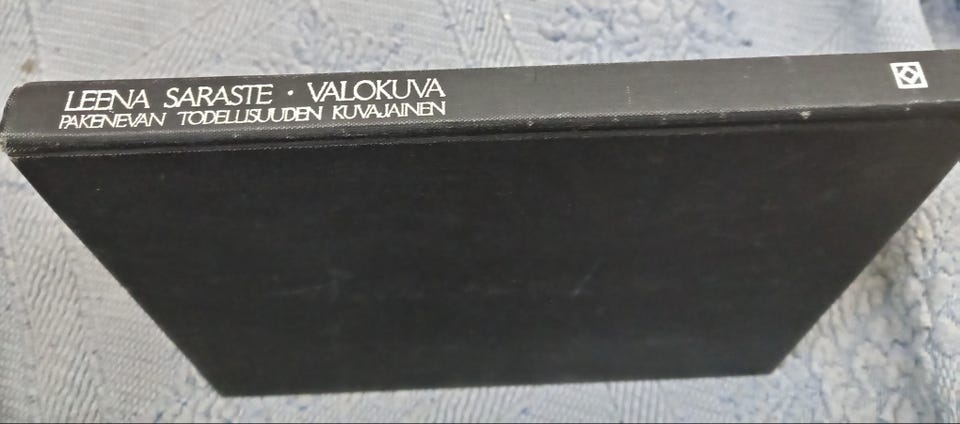 LEENA SARASTE · VALOKUVA
PAKENEVAN TODELLISUUDEN KUVAJAINEN